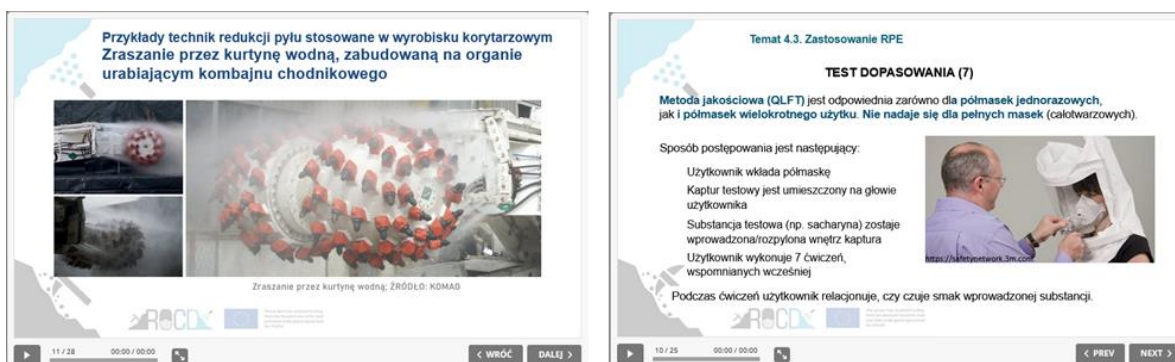 Przykłady technik redukcji pyłu stosowane w wyrobisku korytarzowym
Zraszanie przez kurtynę wodną, zabudowaną na organie
urabiającym kombajnu chodnikowego
Zraszanie przez kurtynę wodną; ŹRÓDŁO: KOMAG
ROCD
11 / 28
00:00 / 00:00
< WRÓĆ
DALEJ >
Temat 4.3. Zastosowanie RPE
TEST DOPASOWANIA (7)
Metoda jakościowa (QLFT) jest odpowiednia zarówno dla półmasek jednorazowych,
jak i półmasek wielokrotnego użytku. Nie nadaje się dla pełnych masek (całotwarzowych).
Sposób postępowania jest następujący:
Użytkownik wkłada półmaskę
Kaptur testowy jest umieszczony na głowie
użytkownika
Substancja testowa (np. sacharyna) zostaje
wprowadzona/rozpylona wnętrz kaptura
Użytkownik wykonuje 7 ćwiczeń,
wspomnianych wcześniej
https://safetynetwork.3m.com
Podczas ćwiczeń użytkownik relacjonuje, czy czuje smak wprowadzonej substancji.
ROCD
10 / 25
00:00 / 00:00
< PREV
NEXT >